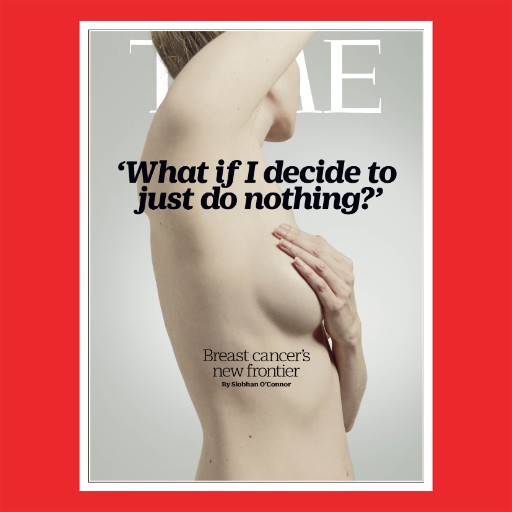 TIME
‘What if I decide to
just do nothing?’
Breast cancer’s
new frontier
By Siobhan O’Connor